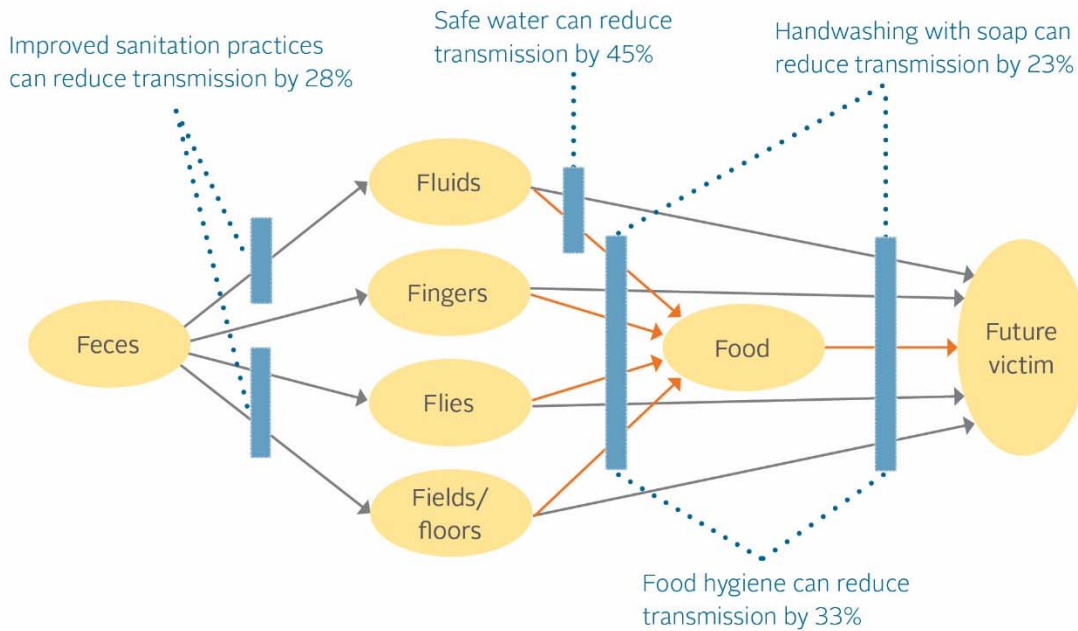 Safe water can reduce
transmission by 45%
Handwashing with soap can
reduce transmission by 23%
Improved sanitation practices
can reduce transmission by 28%
Fluids
Fingers
Feces
Food
Future
victim
Flies
Fields/
floors
Food hygiene can reduce
transmission by 33%